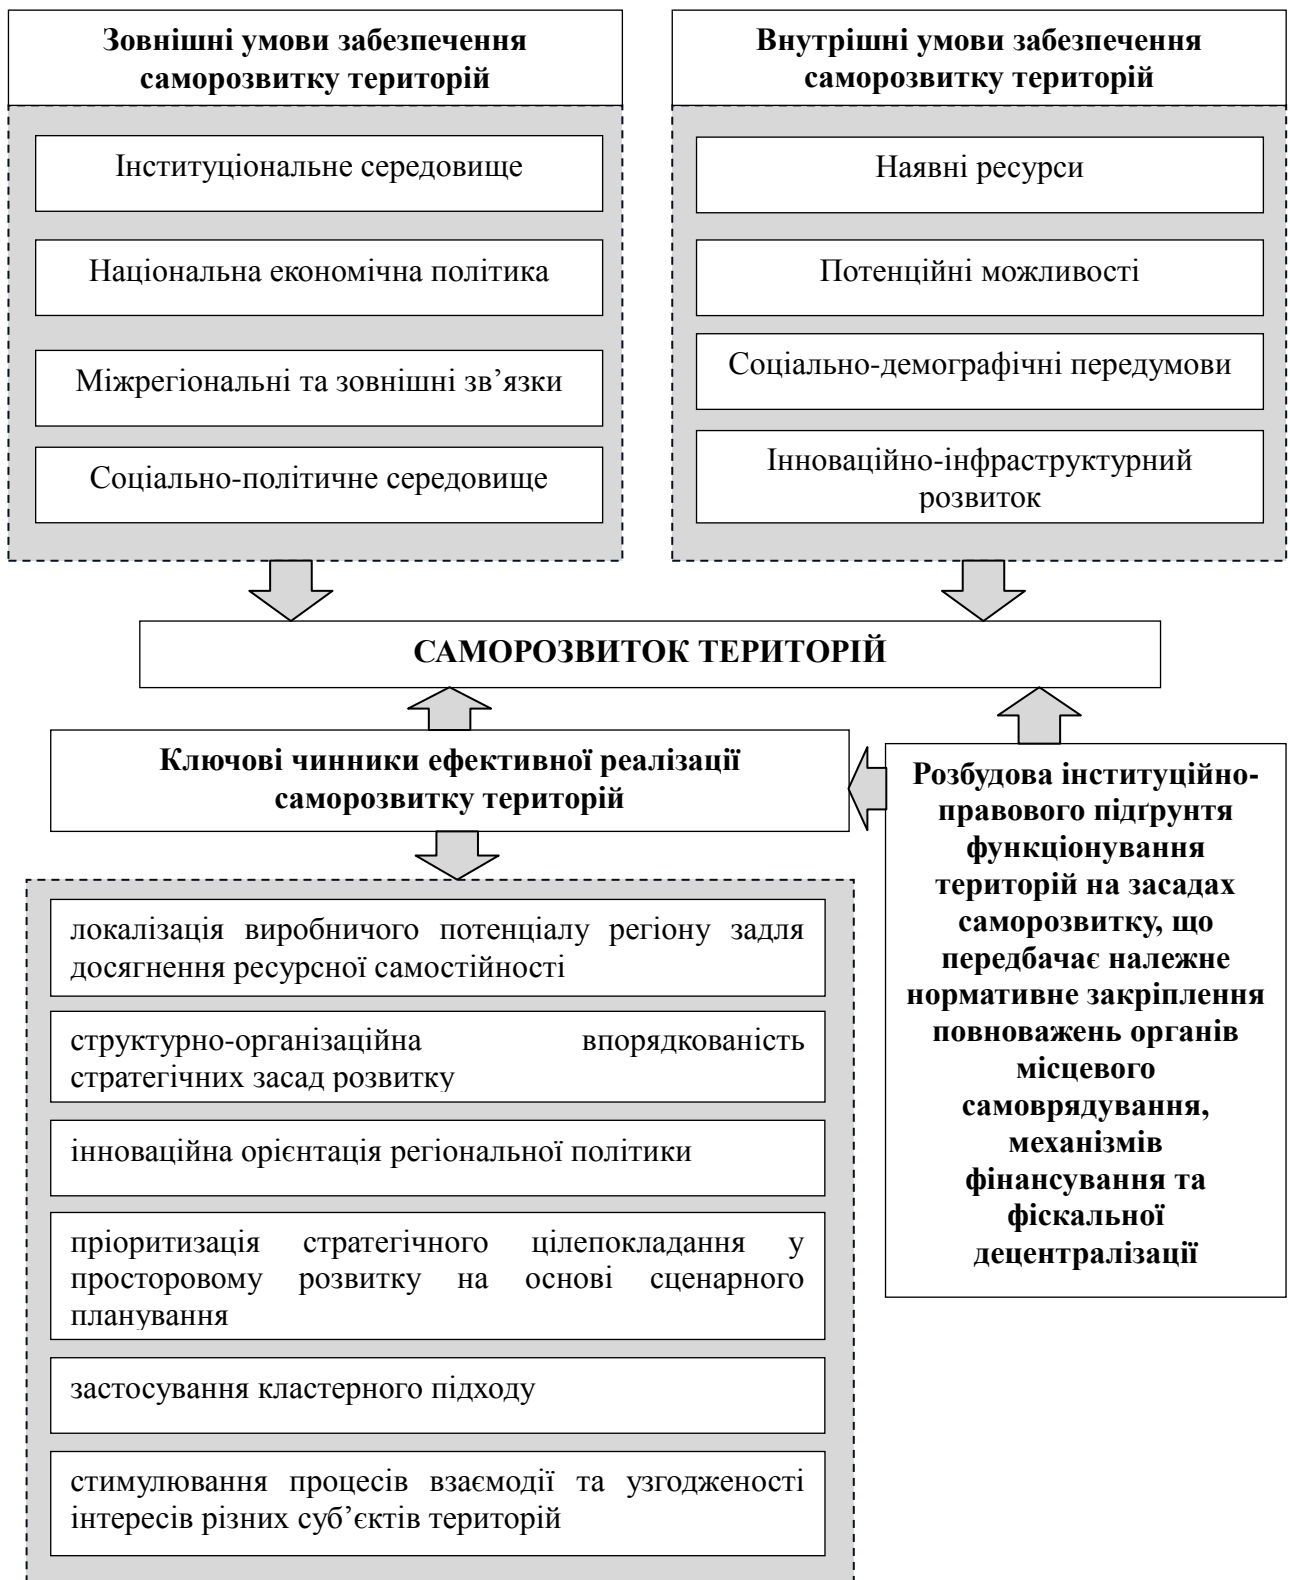 Зовнішні умови забезпечення
саморозвитку територій
Інституціональне середовище
Національна економічна політика
Міжрегіональні та зовнішні зв’язки
Соціально-політичне середовище
Внутрішні умови забезпечення
саморозвитку територій
Наявні ресурси
Потенційні можливості
Соціально-демографічні передумови
Інноваційно-інфраструктурний
розвиток
САМОРОЗВИТОК ТЕРИТОРІЙ
Ключові чинники ефективної реалізації
саморозвитку територій
локалізація виробничого потенціалу регіону задля
досягнення ресурсної самостійності
структурно-організаційна впорядкованість
стратегічних засад розвитку
інноваційна орієнтація регіональної політики
пріоритизація стратегічного цілепокладання у
просторовому розвитку на основі сценарного
планування
застосування кластерного підходу
стимулювання процесів взаємодії та узгодженості
інтересів різних суб’єктів територій
Розбудова інституційно-
правового підґрунтя
функціонування
територій на засадах
саморозвитку, що
передбачає належне
нормативне закріплення
повноважень органів
місцевого
самоврядування,
механізмів
фінансування та
фіскальної
децентралізації